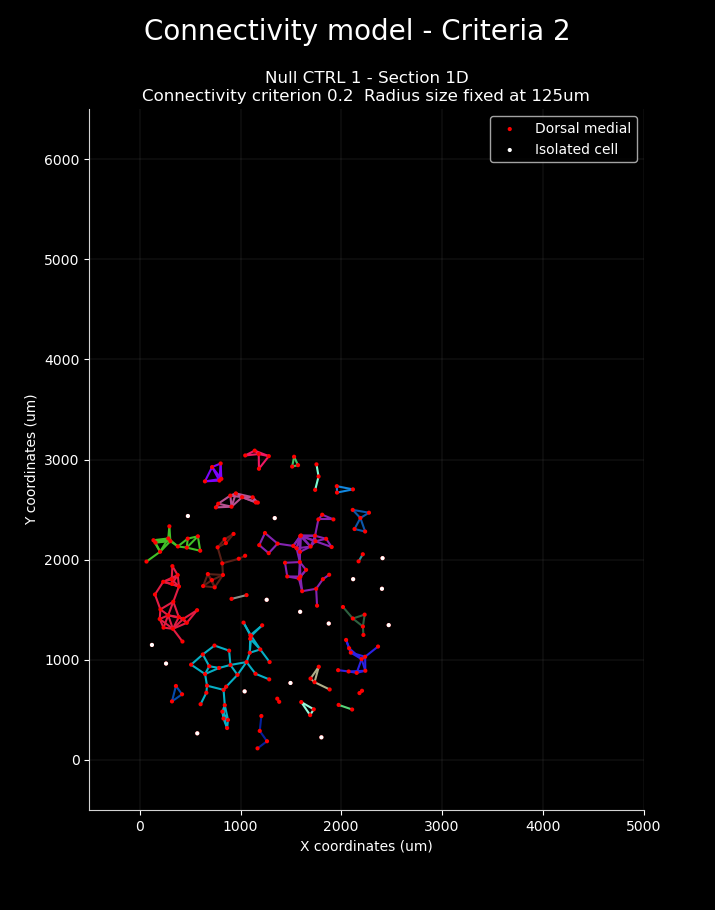 Connectivity model - Criteria 2
Null CTRL 1 - Section 1D
Connectivity criterion 0.2  Radius size fixed at 125um
Dorsal medial
Isolated cell
6000
5000
4000
3000
2000
1000
0
Y coordinates (um)
0 1000 2000 3000 4000 5000
X coordinates (um)